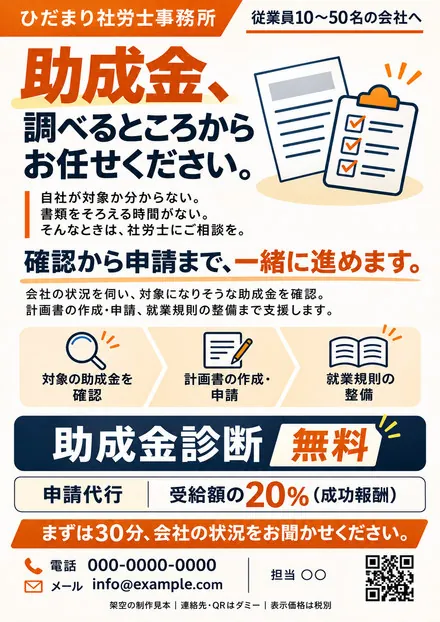 ひだまり社労士事務所
従業員10〜50名の会社へ
助成金、
調べるところから
お任せください。
自社が対象か分からない。
書類をそろえる時間がない。
そんなときは、社労士にご相談を。
確認から申請まで、一緒に進めます。
会社の状況を伺い、対象になりそうな助成金を確認。
計画書の作成・申請、就業規則の整備まで支援します。
対象の助成金を
確認
計画書の作成・
申請
就業規則の
整備
助成金診断 無料
申請代行 受給額の20%(成功報酬)
まずは30分、会社の状況をお聞かせください。
電話 000-0000-0000
メール info@example.com
担当 〇〇
架空の制作見本 | 連絡先・QRはダミー | 表示価格は税別